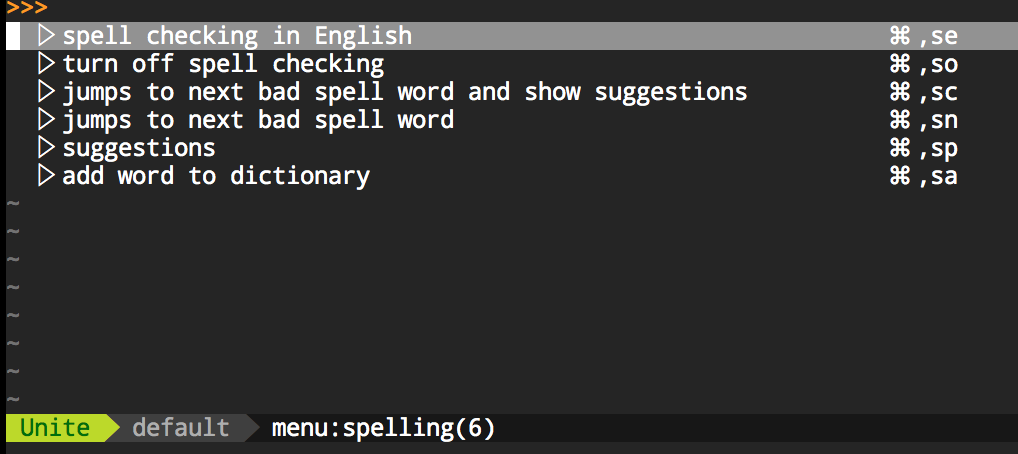 >>>
▷ spell checking in English ⌘ ,se
▷ turn off spell checking ⌘ ,so
▷ jumps to next bad spell word and show suggestions ⌘ ,sc
▷ jumps to next bad spell word ⌘ ,sn
▷ suggestions ⌘ ,sp
▷ add word to dictionary ⌘ ,sa
~
~
~
~
~
~
~
~
Unite default menu:spelling(6)